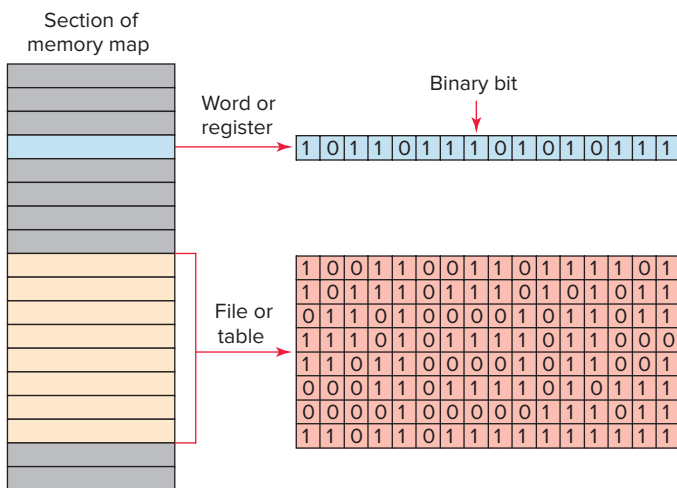 Section of
memory map
Word or
register
Binary bit
1 0 1 1 0 1 1 1 0 1 0 1 0 1 1 1
File or
table
1 0 0 1 1 0 0 1 1 0 1 1 1 1 0 1
1 0 1 1 1 0 1 1 1 0 1 0 1 0 1 1
0 1 1 0 1 0 0 0 0 1 0 1 1 0 1 1
1 1 1 0 1 0 1 1 1 1 0 1 1 0 0 0
1 1 0 1 1 0 0 0 0 1 0 1 1 0 0 1
0 0 0 1 1 0 1 1 1 1 0 1 0 1 1 1
0 0 0 0 1 0 0 0 0 0 1 1 1 0 1 1
1 1 0 1 1 0 1 1 1 1 1 1 1 1 1 1